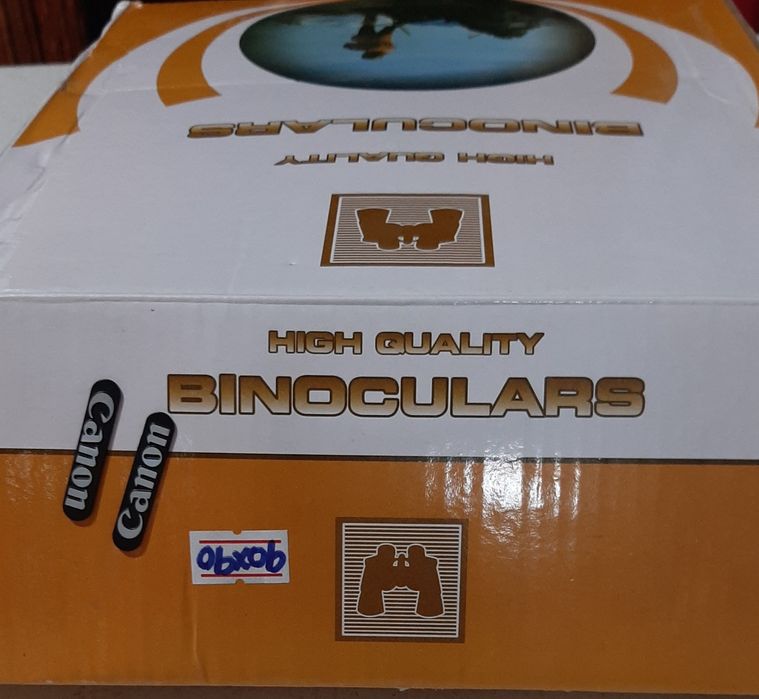 HIGH QUALITY
BINOCULARS
HIGH QUALITY
BINOCULARS
Canon
Canon
90x90